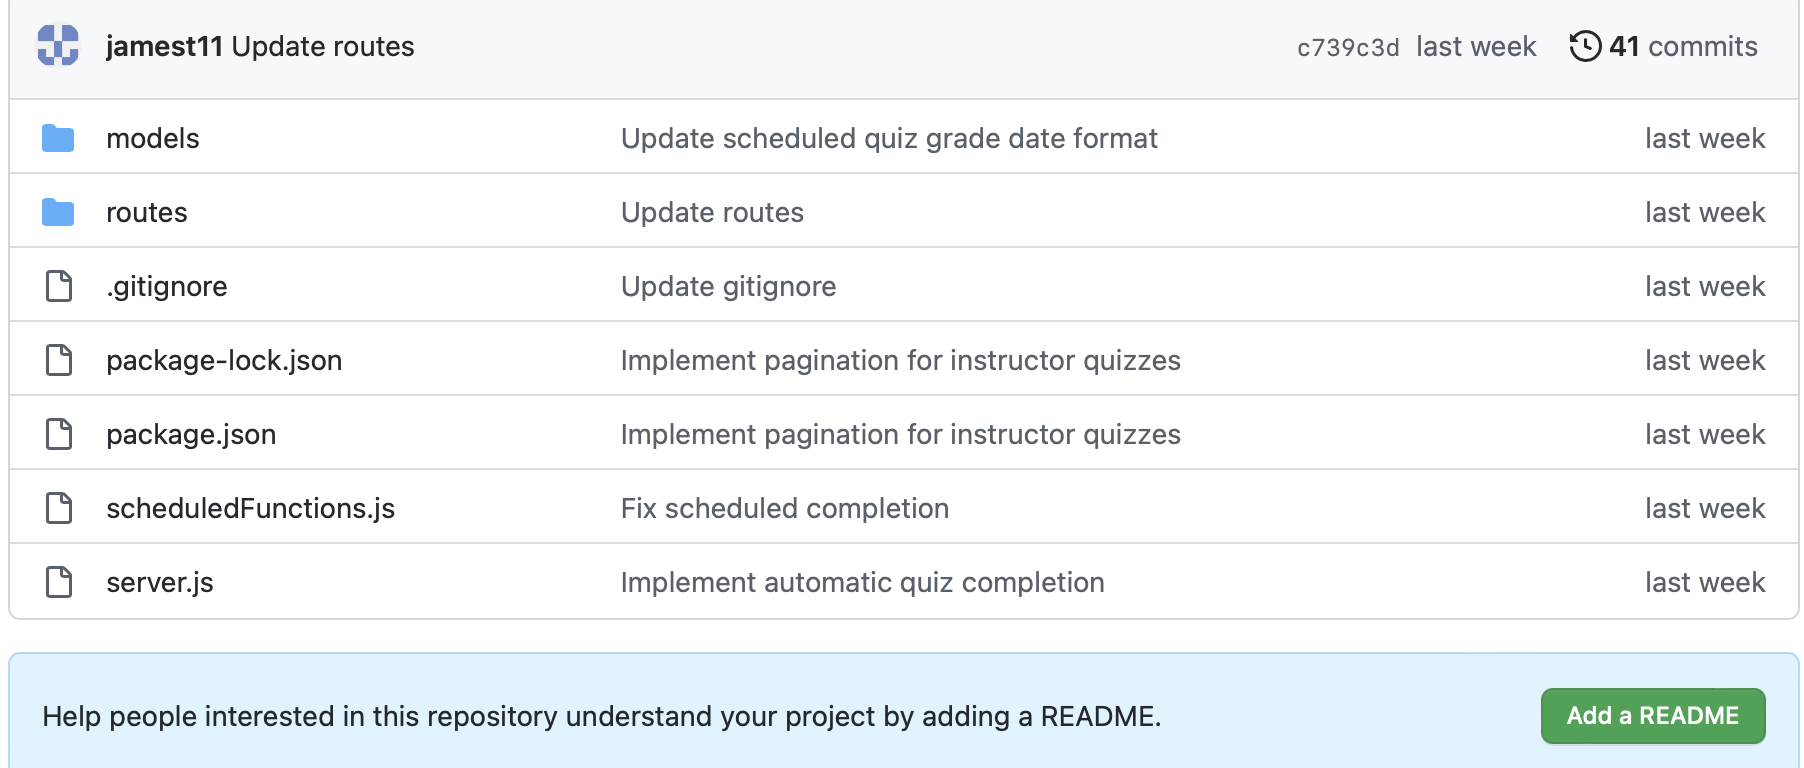 jamest11 Update routes c739c3d last week 41 commits
models Update scheduled quiz grade date format last week
routes Update routes last week
.gitignore Update gitignore last week
package-lock.json Implement pagination for instructor quizzes last week
package.json Implement pagination for instructor quizzes last week
scheduledFunctions.js Fix scheduled completion last week
server.js Implement automatic quiz completion last week
Help people interested in this repository understand your project by adding a README. Add a README